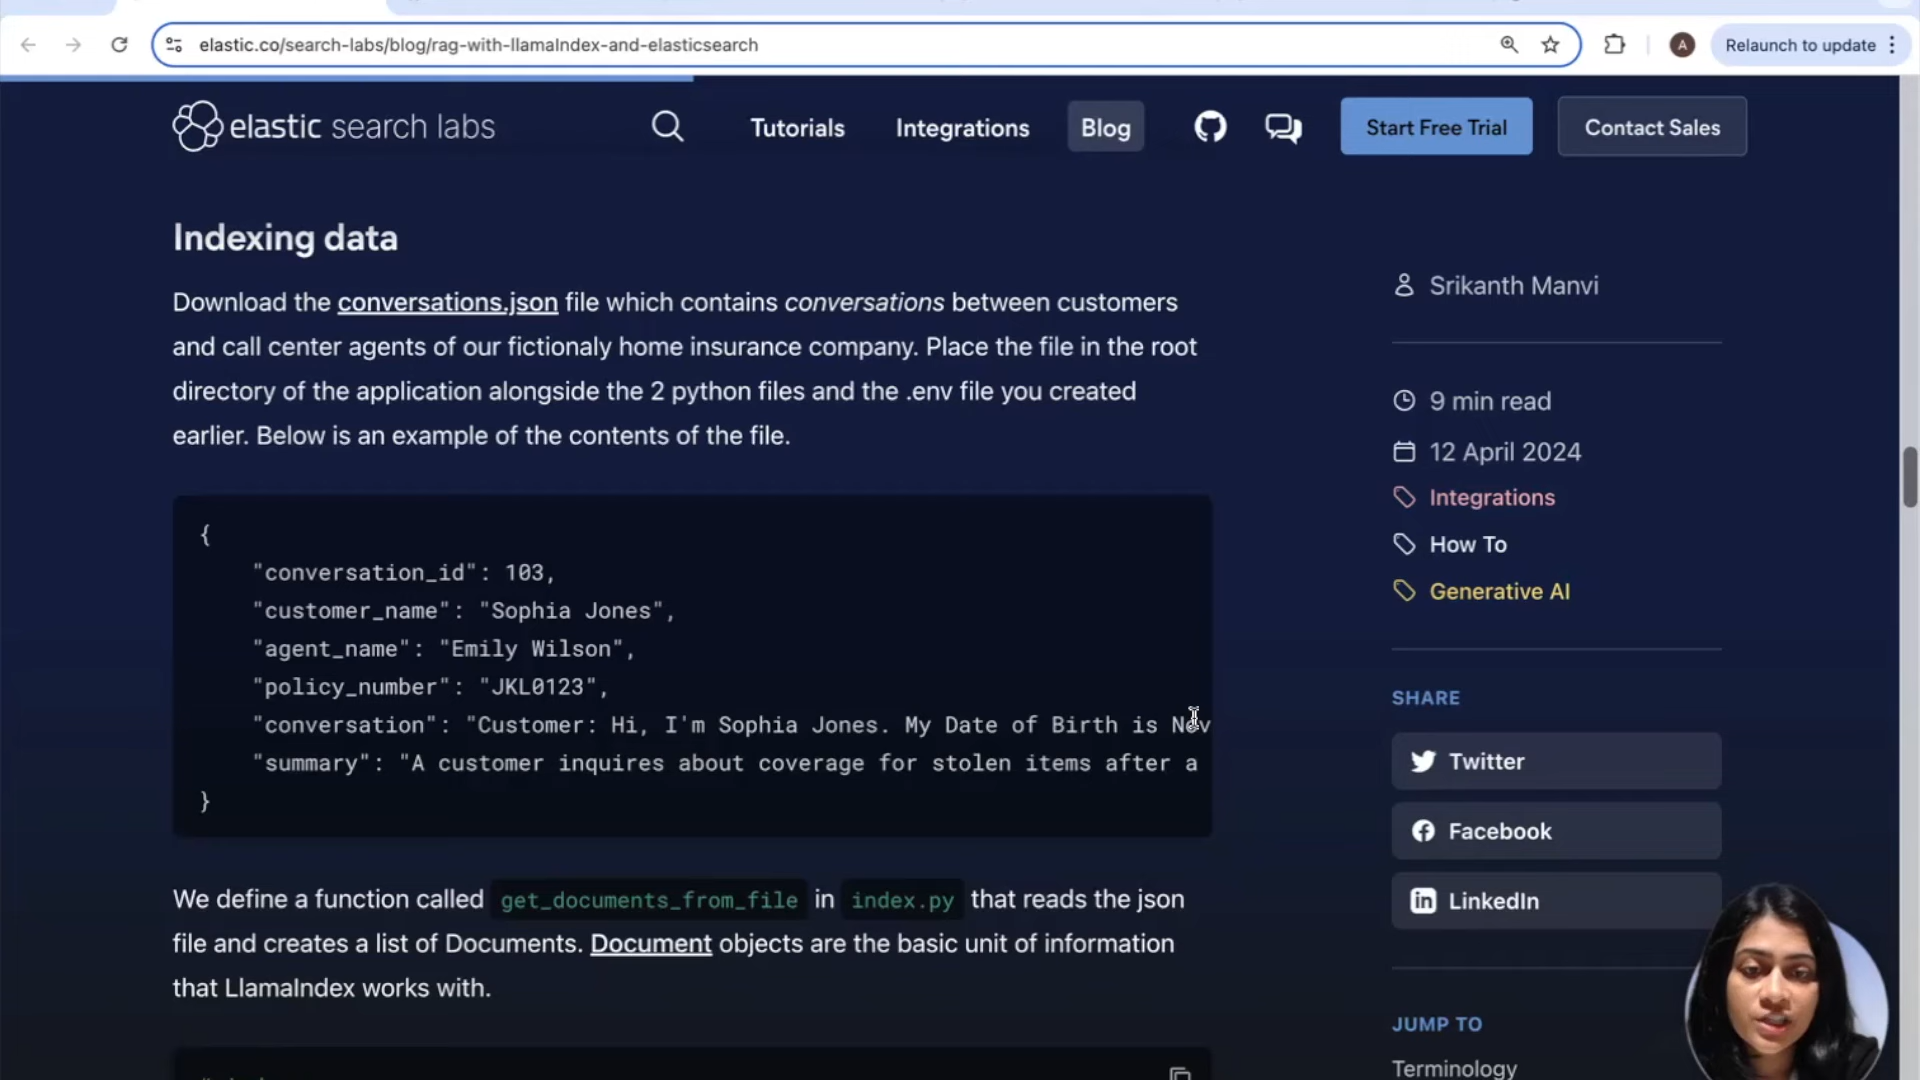 elastic.co/search-labs/blog/rag-with-llamaIndex-and-elasticsearch
A
Relaunch to update
elastic search labs
Tutorials
Integrations
Blog
Start Free Trial
Contact Sales
Indexing data
Download the conversations.json file which contains conversations between customers
and call center agents of our fictionaly home insurance company. Place the file in the root
directory of the application alongside the 2 python files and the .env file you created
earlier. Below is an example of the contents of the file.
{
"conversation_id": 103,
"customer_name": "Sophia Jones",
"agent_name": "Emily Wilson",
"policy_number": "JKL0123",
"conversation": "Customer: Hi, I'm Sophia Jones. My Date of Birth is Nov
"summary": "A customer inquires about coverage for stolen items after a
}
We define a function called get_documents_from_file in index.py that reads the json
file and creates a list of Documents. Document objects are the basic unit of information
that LlamaIndex works with.
Srikanth Manvi
9 min read
12 April 2024
Integrations
How To
Generative AI
SHARE
Twitter
Facebook
LinkedIn
JUMP TO
Terminology